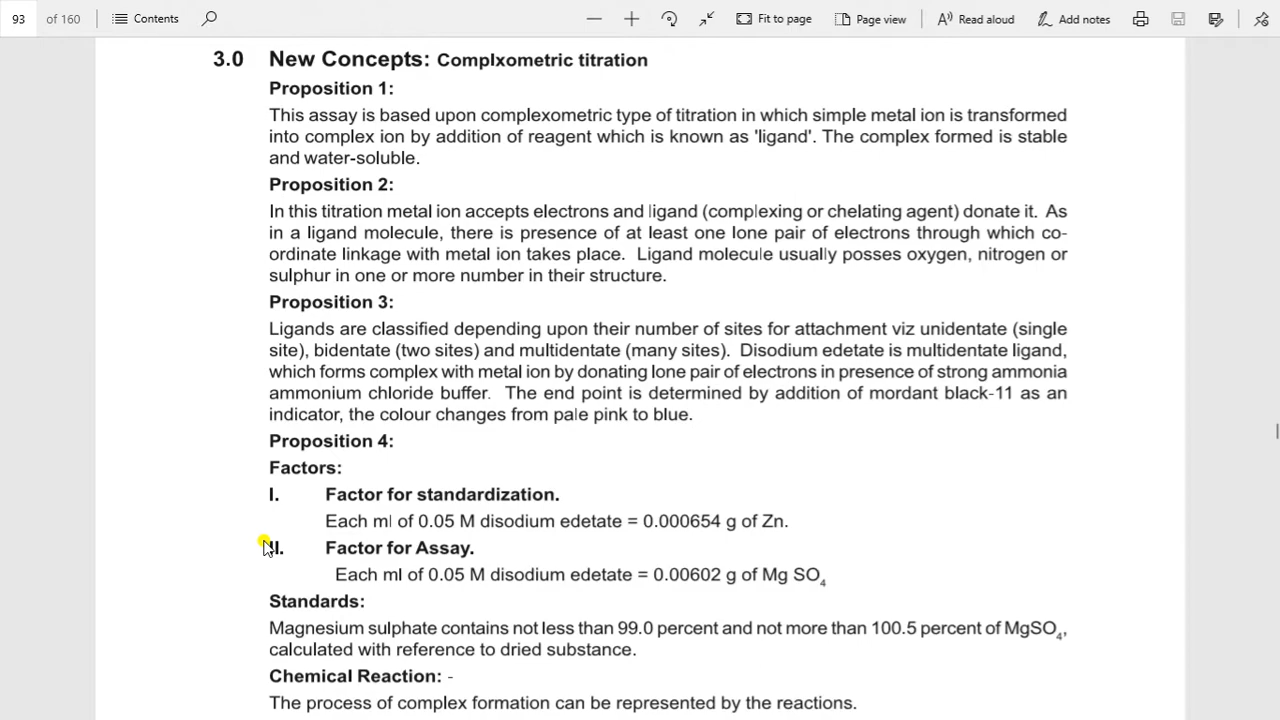 93 of 160 Contents Fit to page Page view Read aloud Add notes
3.0 New Concepts: Complxometric titration
Proposition 1:
This assay is based upon complexometric type of titration in which simple metal ion is transformed
into complex ion by addition of reagent which is known as 'ligand'. The complex formed is stable
and water-soluble.
Proposition 2:
In this titration metal ion accepts electrons and ligand (complexing or chelating agent) donate it. As
in a ligand molecule, there is presence of at least one lone pair of electrons through which co-
ordinate linkage with metal ion takes place. Ligand molecule usually posses oxygen, nitrogen or
sulphur in one or more number in their structure.
Proposition 3:
Ligands are classified depending upon their number of sites for attachment viz unidentate (single
site), bidentate (two sites) and multidentate (many sites). Disodium edetate is multidentate ligand,
which forms complex with metal ion by donating lone pair of electrons in presence of strong ammonia
ammonium chloride buffer. The end point is determined by addition of mordant black-11 as an
indicator, the colour changes from pale pink to blue.
Proposition 4:
Factors:
I. Factor for standardization.
Each ml of 0.05 M disodium edetate = 0.000654 g of Zn.
II. Factor for Assay.
Each ml of 0.05 M disodium edetate = 0.00602 g of Mg SO4
Standards:
Magnesium sulphate contains not less than 99.0 percent and not more than 100.5 percent of MgSO4,
calculated with reference to dried substance.
Chemical Reaction: -
The process of complex formation can be represented by the reactions.